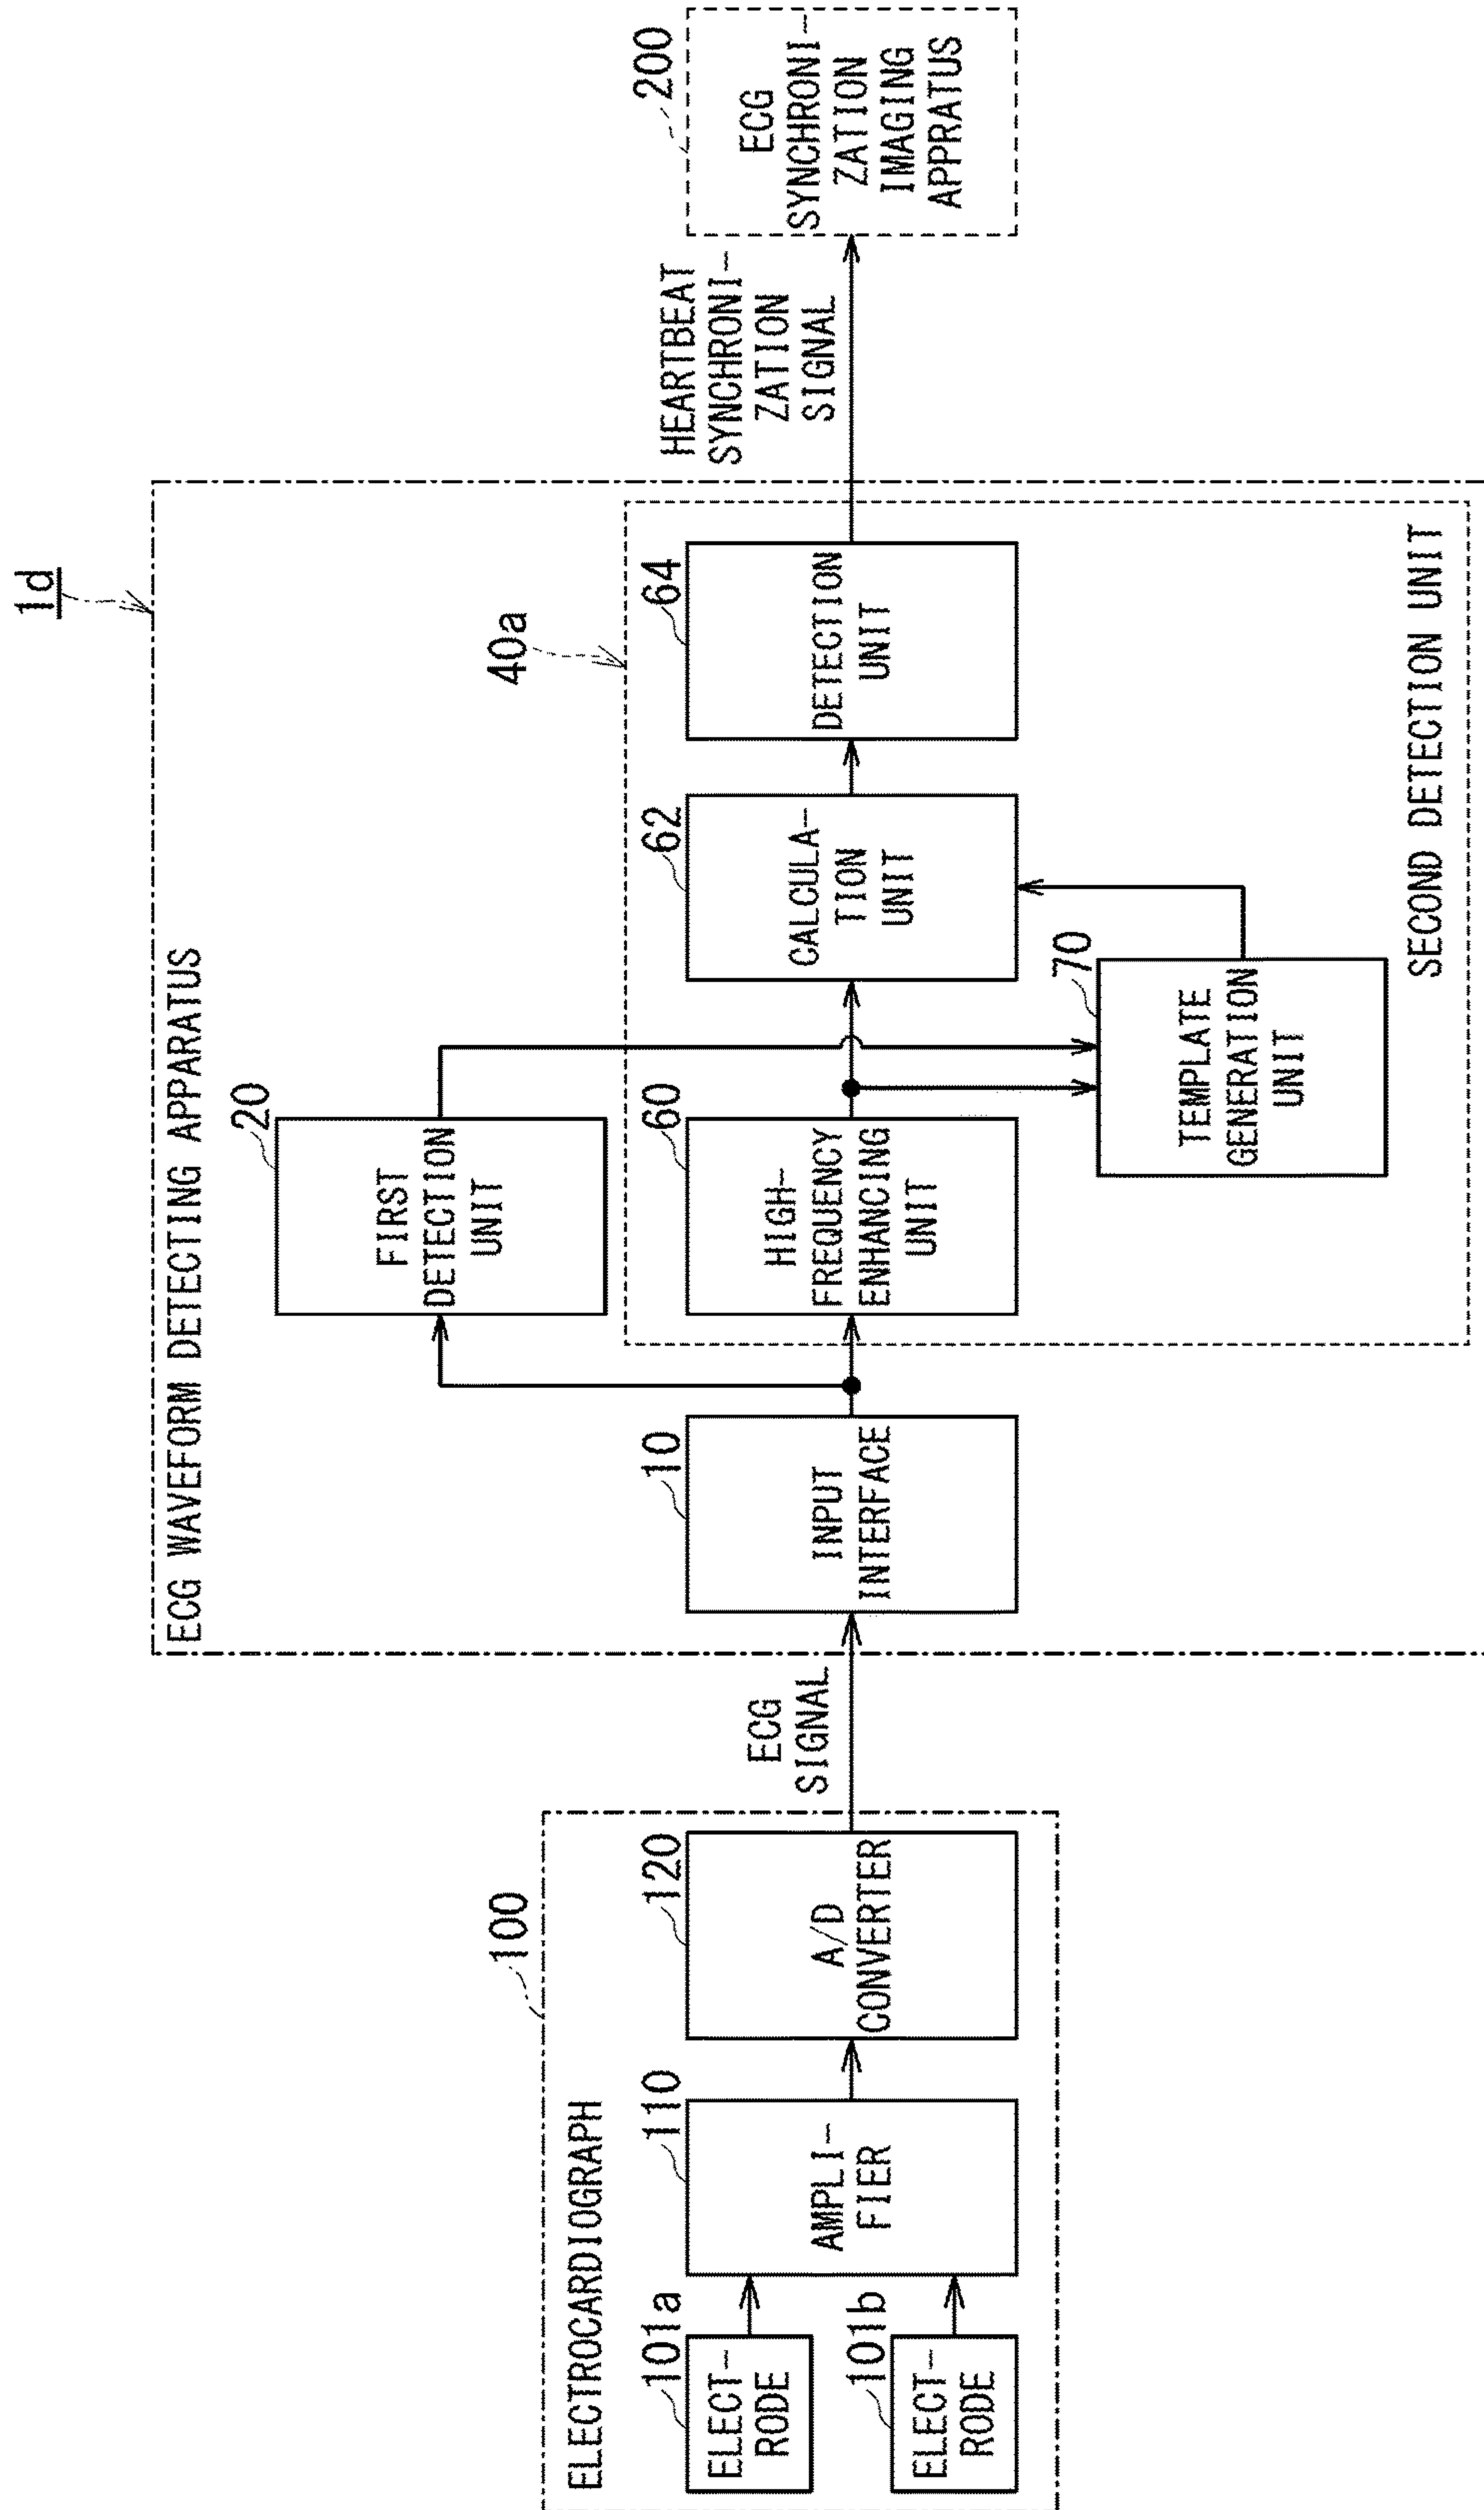 1d
ECG WAVEFORM DETECTING APPARATUS
100
ELECTROCARDIOGRAPH
101a
ELECT-
RODE
101b
ELECT-
RODE
110
AMPLI-
FIER
120
A/D
CONVERTER
ECG
SIGNAL
10
INPUT
INTERFACE
20
FIRST
DETECTION
UNIT
40a
60
HIGH-
FREQUENCY
ENHANCING
UNIT
62
CALCULA-
TION
UNIT
64
DETECTION
UNIT
70
TEMPLATE
GENERATION
UNIT
SECOND DETECTION UNIT
HEARTBEAT
SYNCHRONI-
ZATION
SIGNAL
200
ECG
SYNCHRONI-
ZATION
IMAGING
APPRATUS